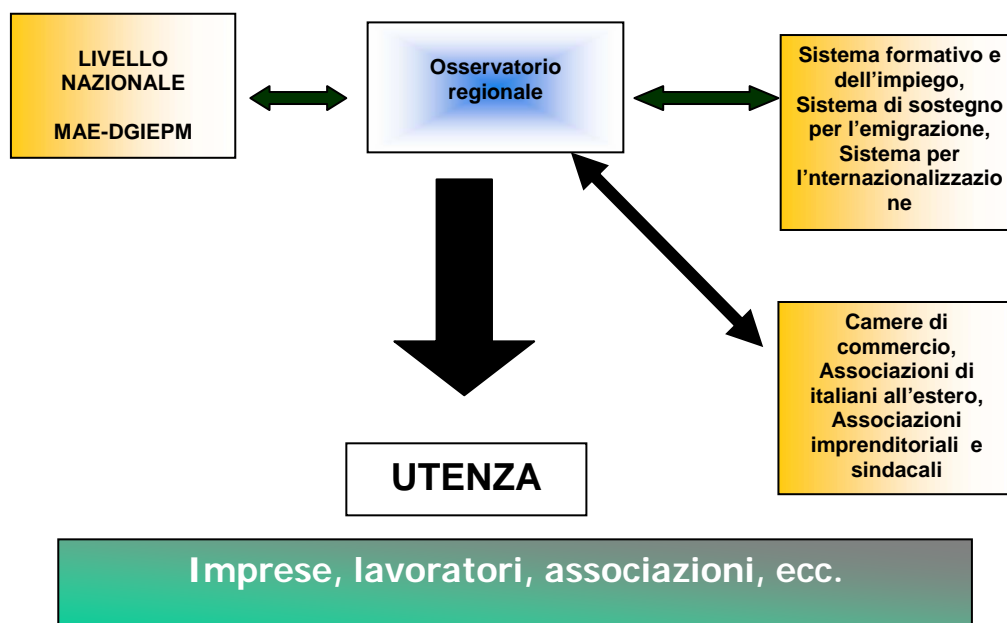 LIVELLO
NAZIONALE
MAE-DGIEPM
Osservatorio
regionale
Sistema formativo e
dell'impiego,
Sistema di sostegno
per l'emigrazione,
Sistema per
l'nternazionalizzazio
ne
Camere di
commercio,
Associazioni di
italiani all'estero,
Associazioni
imprenditoriali e
sindacali
UTENZA
Imprese, lavoratori, associazioni, ecc.